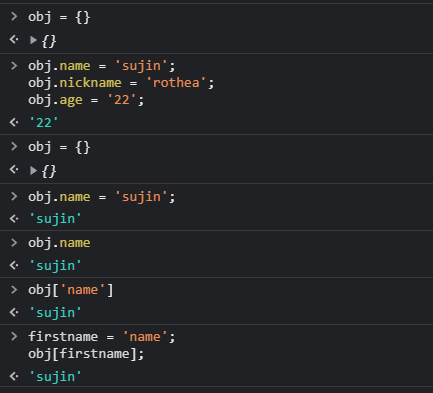 > obj = {}
<· ▶{}
> obj.name = 'sujin';
obj.nickname = 'rothea';
obj.age = '22';
<· '22'
> obj = {}
<· ▶{}
> obj.name = 'sujin';
<· 'sujin'
> obj.name
<· 'sujin'
> obj['name']
<· 'sujin'
> firstname = 'name';
obj[firstname];
<· 'sujin'